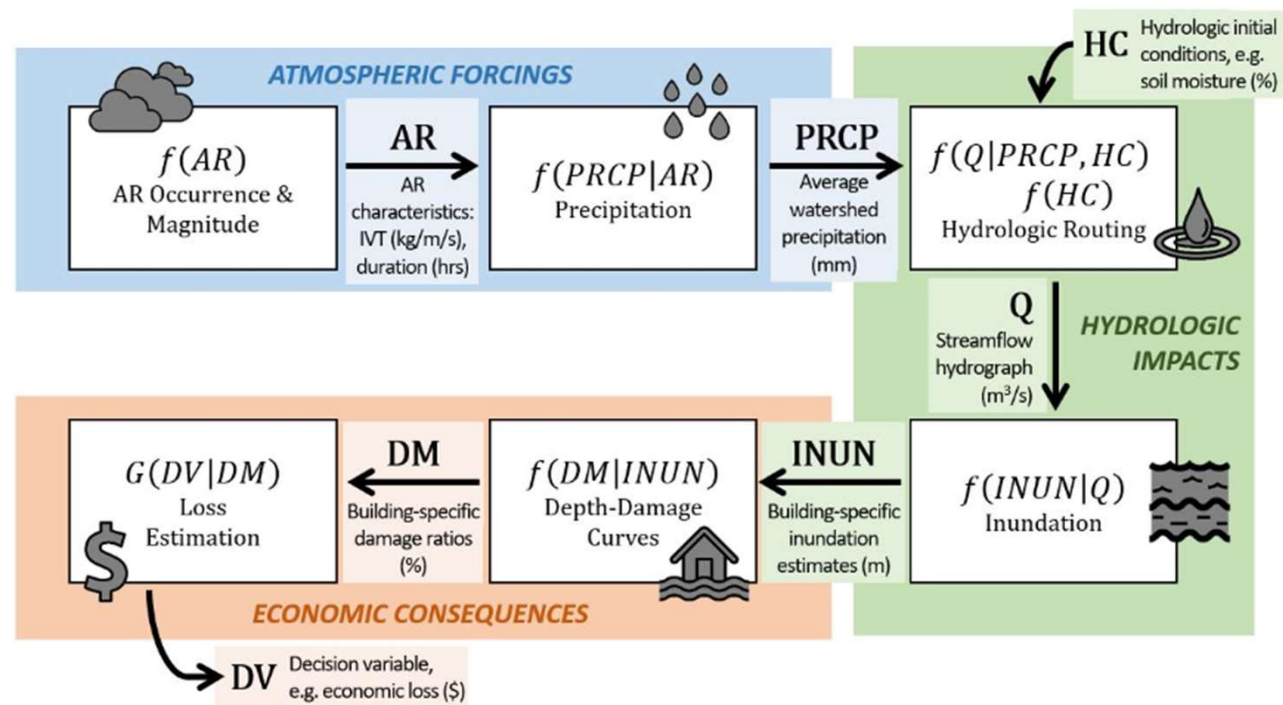 ATMOSPHERIC FORCINGS
f(AR)
AR Occurrence &
Magnitude
AR
AR
characteristics:
IVT (kg/m/s),
duration (hrs)
f(PRCP|AR)
Precipitation
PRCP
Average
watershed
precipitation
(mm)
HC
Hydrologic initial
conditions, e.g.
soil moisture (%)
f(Q|PRCP, HC)
f(HC)
Hydrologic Routing
Q
Streamflow
hydrograph
(m³/s)
HYDROLOGIC
IMPACTS
f(INUN|Q)
Inundation
INUN
Building-specific
inundation
estimates (m)
f(DM|INUN)
Depth-Damage
Curves
DM
Building-specific
damage ratios
(%)
G(DV|DM)
Loss
Estimation
$
ECONOMIC CONSEQUENCES
DV
Decision variable,
e.g. economic loss ($)